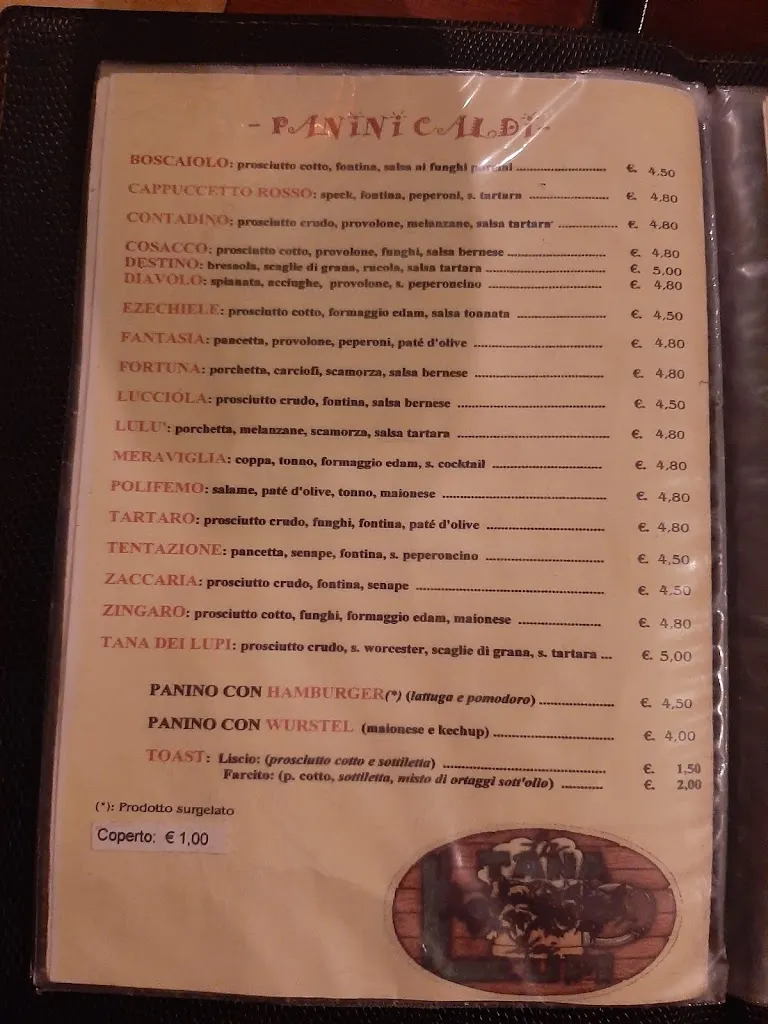 - PANINI CALDI -
BOSCAIOLO: prosciutto cotto, fontina, salsa ai funghi porcini .......................... €. 4,50
CAPPUCCETTO ROSSO: speck, fontina, peperoni, s. tartara ...................... €. 4,80
CONTADINO: prosciutto crudo, provolone, melanzane, salsa tartara' ................. €. 4,80
COSACCO: prosciutto cotto, provolone, funghi, salsa bernese ............................ €. 4,80
DESTINO: bresaola, scaglie di grana, rucola, salsa tartara ................................... €. 5,00
DIAVOLO: spianata, acciughe, provolone, s. peperoncino ................................ €. 4,80
EZECHIELE: prosciutto cotto, formaggio edam, salsa tonnata ......................... €. 4,50
FANTASIA: pancetta, provolone, peperoni, paté d'olive ..................................... €. 4,80
FORTUNA: porchetta, carciofi, scamorza, salsa bernese ..................................... €. 4,80
LUCCIOLA: prosciutto crudo, fontina, salsa bernese .......................................... €. 4,50
LULU': porchetta, melanzane, scamorza, salsa tartara .......................................... €. 4,80
MERAVIGLIA: coppa, tonno, formaggio edam, s. cocktail ................................ €. 4,80
POLIFEMO: salame, paté d'olive, tonno, maionese .............................................. €. 4,80
TARTARO: prosciutto crudo, funghi, fontina, paté d'olive ................................... €. 4,80
TENTAZIONE: pancetta, senape, fontina, s. peperoncino ................................... €. 4,50
ZACCARIA: prosciutto crudo, fontina, senape ..................................................... €. 4,50
ZINGARO: prosciutto cotto, funghi, formaggio edam, maionese ........................ €. 4,80
TANA DEI LUPI: prosciutto crudo, s. worcester, scaglie di grana, s. tartara ... €. 5,00
PANINO CON HAMBURGER(*) (lattuga e pomodoro) ..................... €. 4,50
PANINO CON WURSTEL (maionese e kechup) ................................. €. 4,00
TOAST: Liscio: (prosciutto cotto e sottiletta) .............................................. €. 1,50
Farcito: (p. cotto, sottiletta, misto di ortaggi sott'olio) ............ €. 2,00
(*): Prodotto surgelato
Coperto: € 1,00
TANA
LUPI